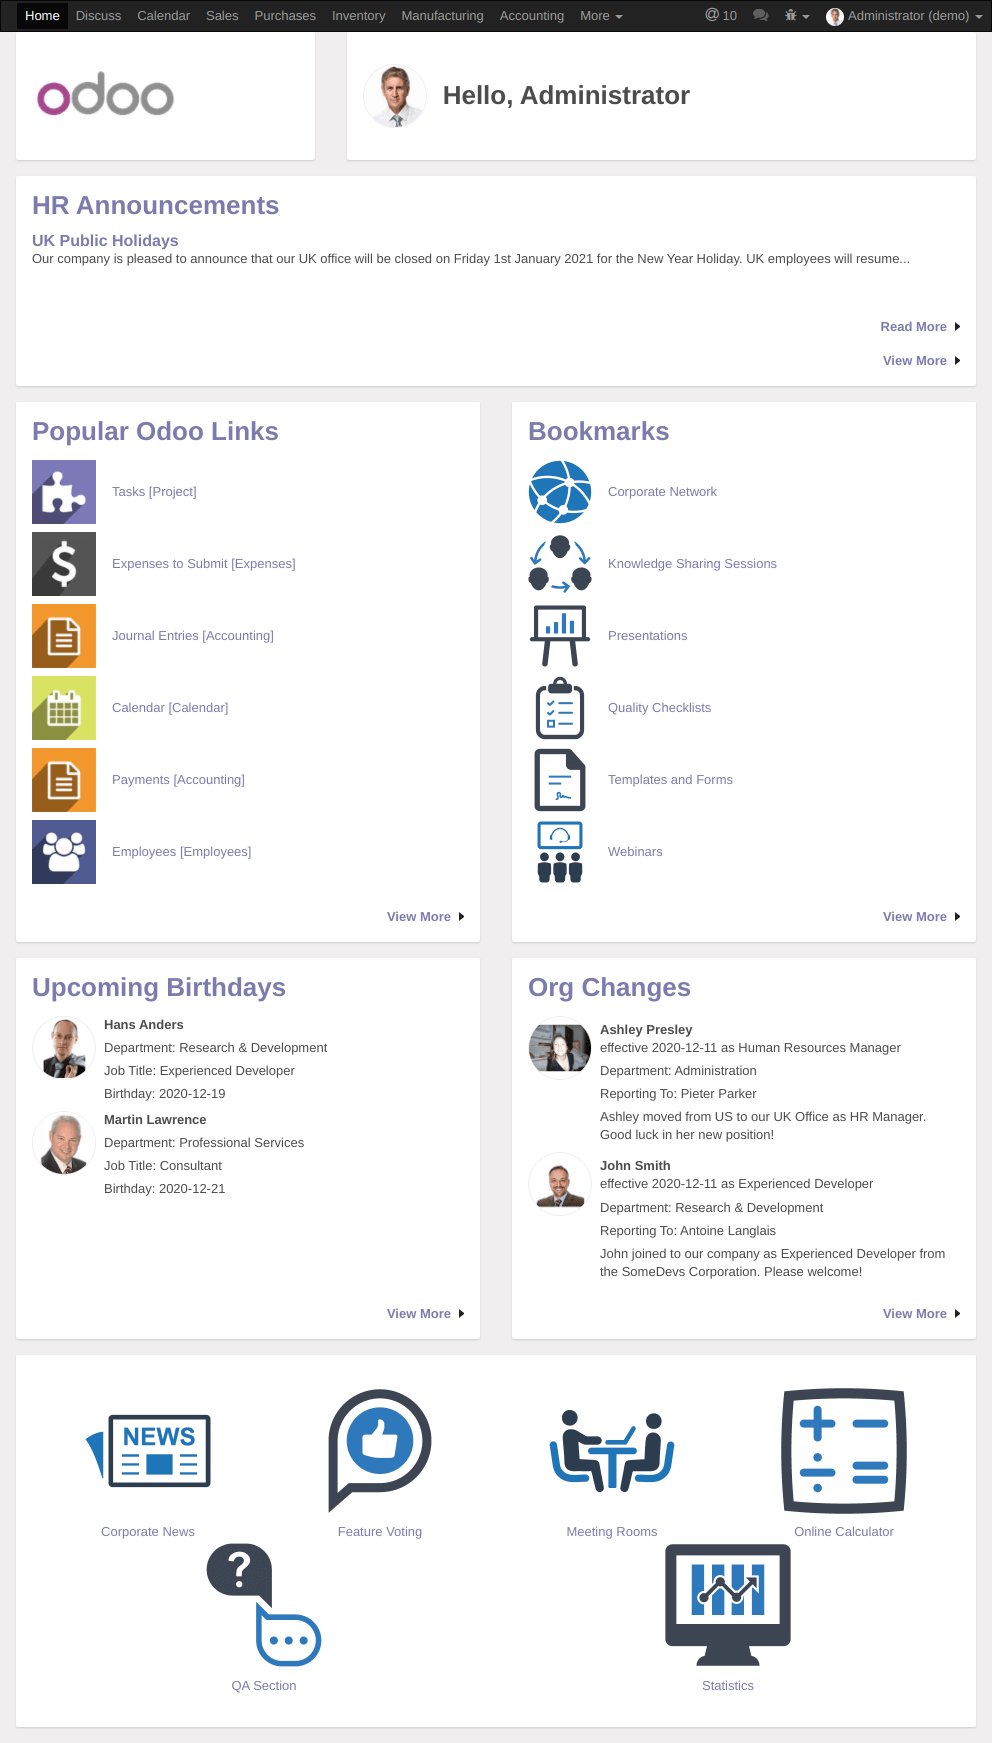 Home Discuss Calendar Sales Purchases Inventory Manufacturing Accounting More @ 10 Administrator (demo)
odoo
Hello, Administrator
HR Announcements
UK Public Holidays
Our company is pleased to announce that our UK office will be closed on Friday 1st January 2021 for the New Year Holiday. UK employees will resume...
Read More
View More
Popular Odoo Links
Tasks [Project]
Expenses to Submit [Expenses]
Journal Entries [Accounting]
Calendar [Calendar]
Payments [Accounting]
Employees [Employees]
View More
Bookmarks
Corporate Network
Knowledge Sharing Sessions
Presentations
Quality Checklists
Templates and Forms
Webinars
View More
Upcoming Birthdays
Hans Anders
Department: Research & Development
Job Title: Experienced Developer
Birthday: 2020-12-19
Martin Lawrence
Department: Professional Services
Job Title: Consultant
Birthday: 2020-12-21
View More
Org Changes
Ashley Presley
effective 2020-12-11 as Human Resources Manager
Department: Administration
Reporting To: Pieter Parker
Ashley moved from US to our UK Office as HR Manager.
Good luck in her new position!
John Smith
effective 2020-12-11 as Experienced Developer
Department: Research & Development
Reporting To: Antoine Langlais
John joined to our company as Experienced Developer from
the SomeDevs Corporation. Please welcome!
View More
NEWS
Corporate News
Feature Voting
Meeting Rooms
Online Calculator
?
QA Section
Statistics